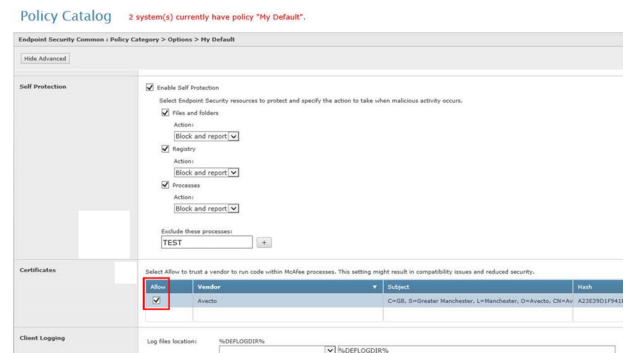 Policy Catalog 2 system(s) currently have policy "My Default".
Endpoint Security Common : Policy Category > Options > My Default
Hide Advanced
Self Protection
Enable Self Protection
Select Endpoint Security resources to protect and specify the action to take when malicious activity occurs.
Files and folders
Action:
Block and report
Registry
Action:
Block and report
Processes
Action:
Block and report
Exclude these processes:
TEST +
Certificates
Select Allow to trust a vendor to run code within McAfee processes. This setting might result in compatibility issues and reduced security.
Allow Vendor Subject Hash
Avecto C=GB, S=Greater Manchester, L=Manchester, O=Avecto, CN=Av
Client Logging
Log files location: %DEFLOGDIR%
%DEFLOGDIR%